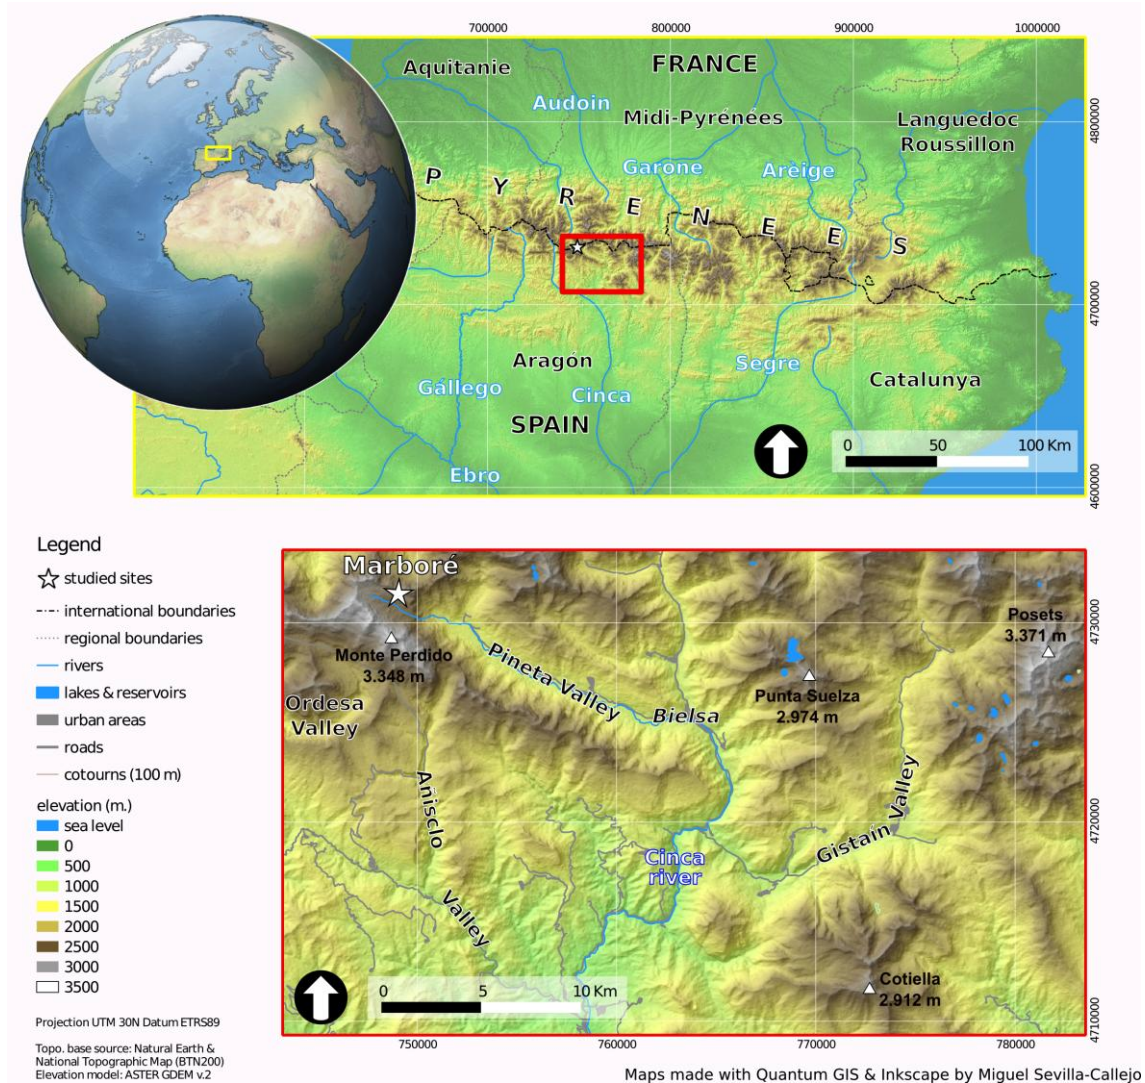 700000
800000
900000
1000000
Aquitanie
FRANCE
Audoin
Midi-Pyrénées
Languedoc
Roussillon
4800000
Garone
Arèige
PYRENEES
4700000
Aragón
Segre
Gállego
Cinca
Catalunya
SPAIN
Ebro
0 50 100 Km
4600000
Legend
studied sites
international boundaries
regional boundaries
rivers
lakes & reservoirs
urban areas
roads
cotourns (100 m)
elevation (m.)
sea level
0
500
1000
1500
2000
2500
3000
3500
Projection UTM 30N Datum ETRS89
Topo. base source: Natural Earth &
National Topographic Map (BTN200)
Elevation model: ASTER GDEM v.2
Marboré
Posets
3.371 m
4730000
Monte Perdido
3.348 m
Pineta Valley
Punta Suelza
2.974 m
Ordesa
Valley
Bielsa
Añisclo
Valley
Gistain Valley
4720000
Cinca
river
Cotiella
2.912 m
0 5 10 Km
4710000
750000
760000
770000
780000
Maps made with Quantum GIS & Inkscape by Miguel Sevilla-Callejo